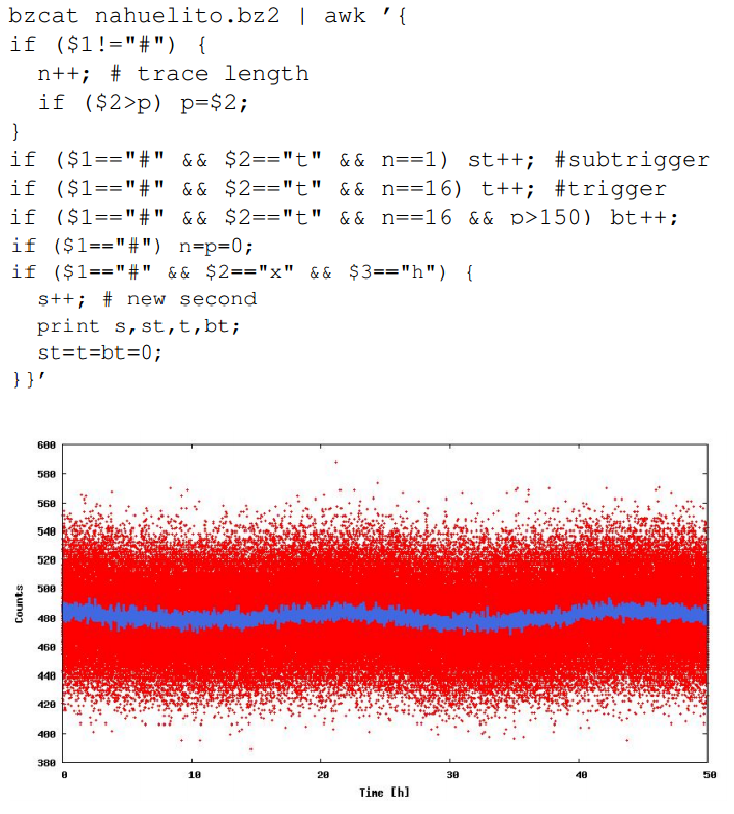 bzcat nahuelito.bz2 | awk ’{
if ($1!="#") {
n++; # trace length
if ($2>p) p=$2;
}
if ($1=="#" && $2=="t" && n==1) st++; #subtrigger
if ($1=="#" && $2=="t" && n==16) t++; #trigger
if ($1=="#" && $2=="t" && n==16 && p>150) bt++;
if ($1=="#") n=p=0;
if ($1=="#" && $2=="x" && $3=="h") {
s++; # new second
print s,st,t,bt;
st=t=bt=0;
}}’
600
580
560
540
520
500
480
460
440
420
400
380
Counts
0 10 20 30 40 50
Time [h]